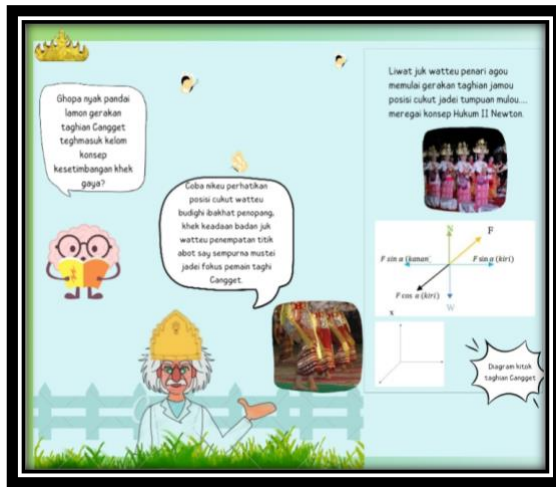 Ghopa nyak pandai
lamon gerakan
taghian Cangget
teghmasuk kelom
konsep
kesetimbangan khek
gaya?
Coba nikeu perhatikan
posisi cukut watteu
budighi ibakhat penopang,
khek keadaan badan juk
watteu penempatan titik
abot say sempurna mustei
jadei fokus pemain taghi
Cangget.
Liwat juk watteu penari agou
memulai gerakan taghian jamou
posisi cukut jadei tumpuan mulou....
meregai konsep Hukum II Newton.
N
F
F sin α (kanan)
F sin α (kiri)
F cos α (kiri)
W
x
Diagram kitok
taghian Cangget